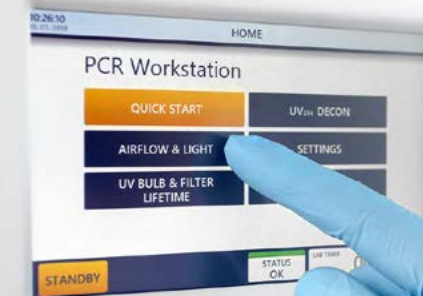 10:26:10
HOME
PCR Workstation
QUICK START
UV254 DECON
AIRFLOW & LIGHT
SETTINGS
UV BULB & FILTER
LIFETIME
STANDBY
STATUS
OK
LAB TIMER